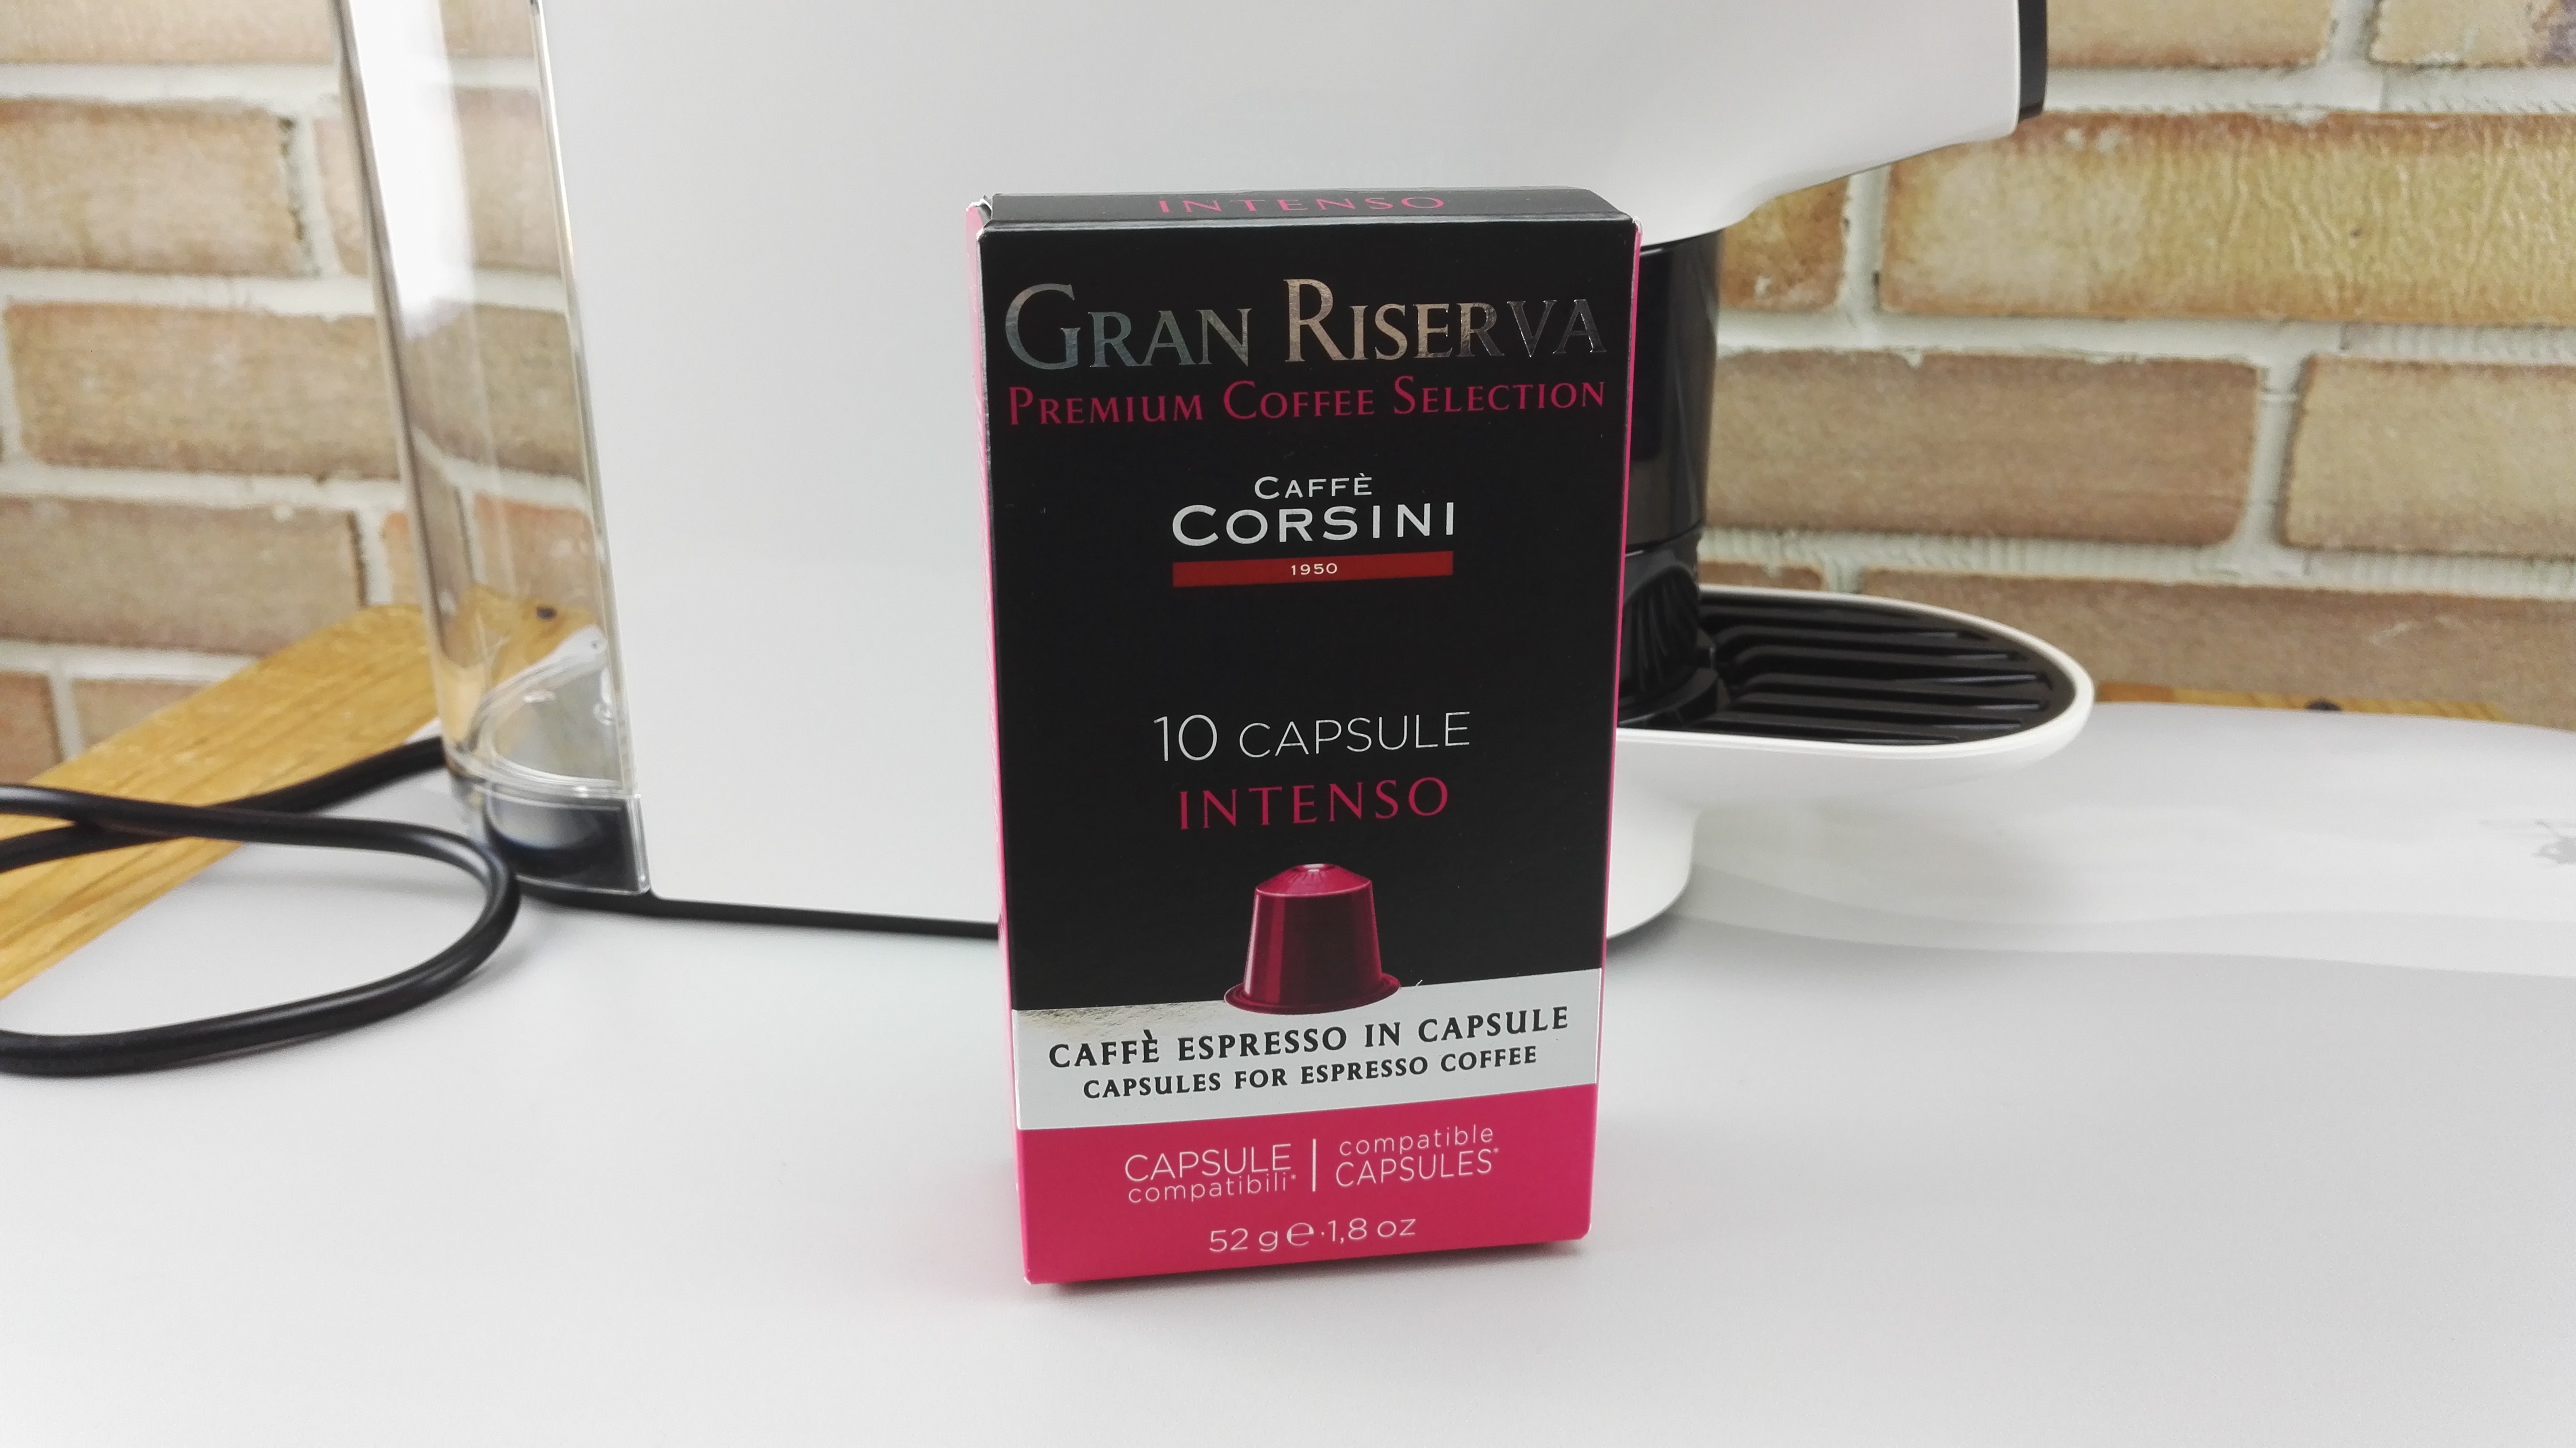 INTENSO
GRAN RISERVA
PREMIUM COFFEE SELECTION
CAFFÈ
CORSINI
1950
10 CAPSULE
INTENSO
CAFFÈ ESPRESSO IN CAPSULE
CAPSULES FOR ESPRESSO COFFEE
CAPSULE
compatibili*
compatible
CAPSULES*
52 g ℮·1,8 oz